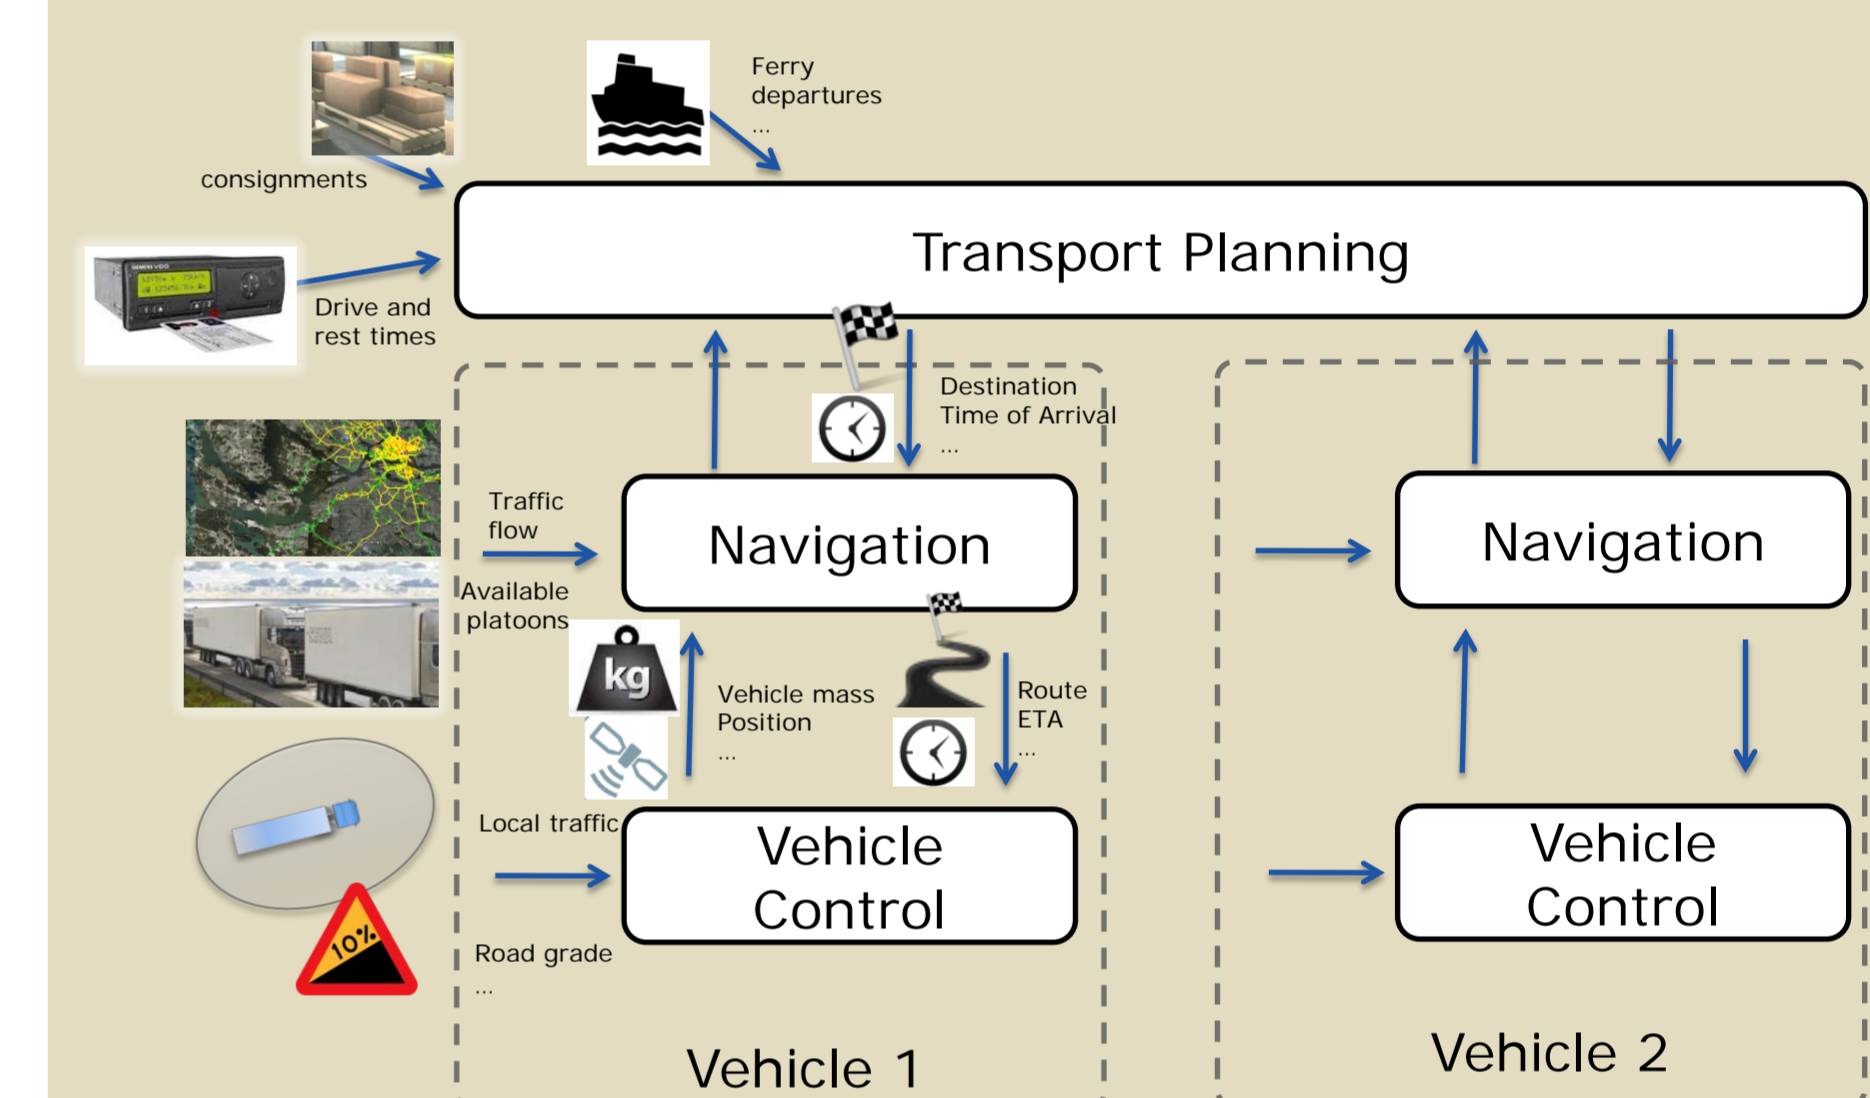 Ferry
departures
...
consignments
Transport Planning
SIEMENS VDO
Drive and
rest times
Destination
Time of Arrival
...
Traffic
flow
Navigation
Navigation
Available
platoons
kg
Vehicle mass
Position
...
Route
ETA
...
Local traffic
Vehicle
Control
Vehicle
Control
10%
Road grade
...
Vehicle 1
Vehicle 2